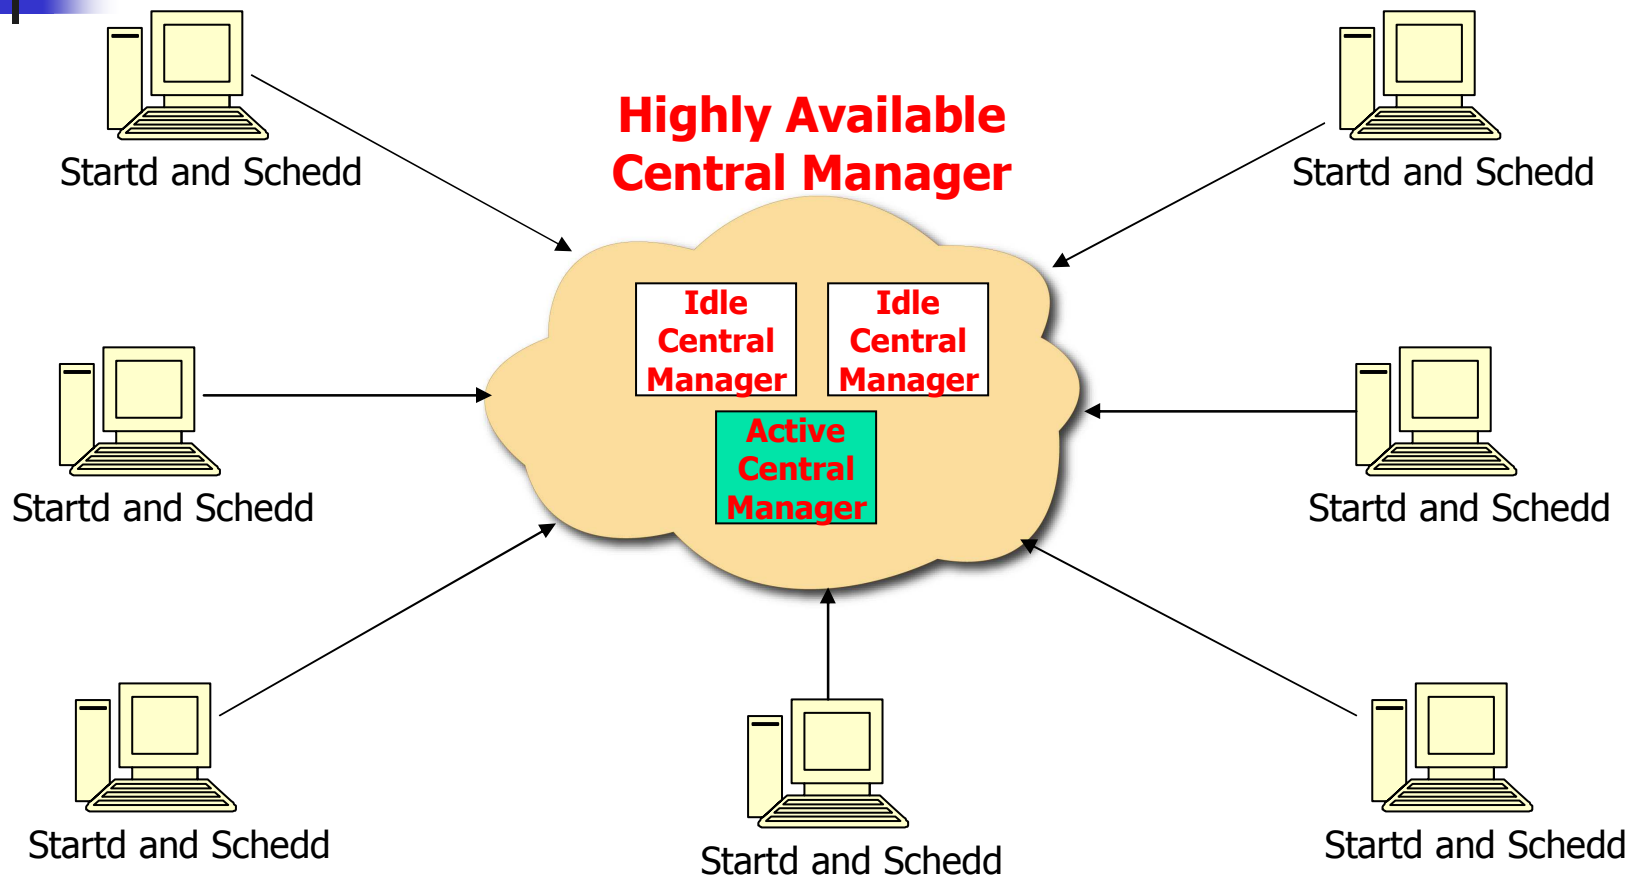 Highly Available
Central Manager
Startd and Schedd
Startd and Schedd
Idle
Central
Manager
Idle
Central
Manager
Active
Central
Manager
Startd and Schedd
Startd and Schedd
Startd and Schedd
Startd and Schedd
Startd and Schedd